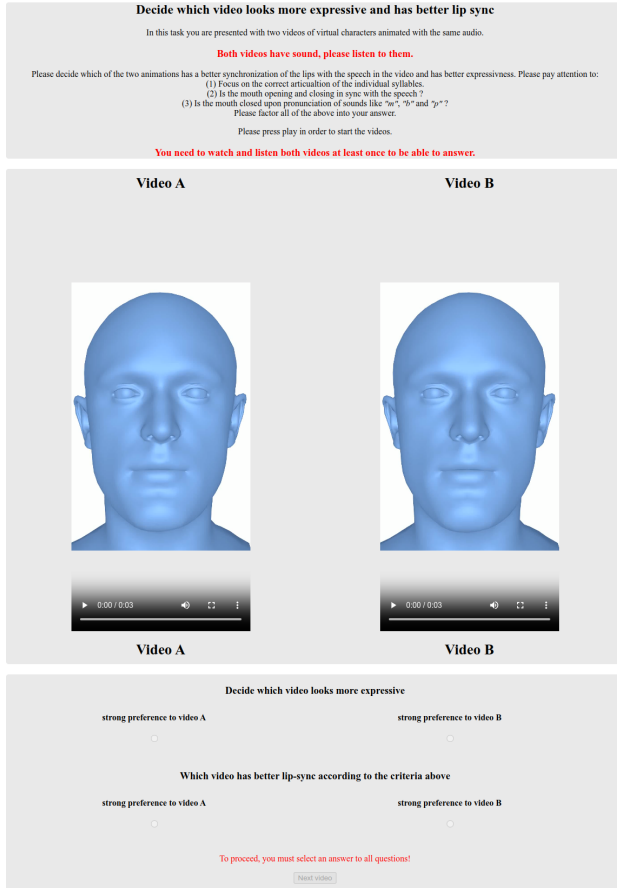 Decide which video looks more expressive and has better lip sync
In this task you are presented with two videos of virtual characters animated with the same audio.
Both videos have sound, please listen to them.
Please decide which of the two animations has a better synchronization of the lips with the speech in the video and has better expressivness. Please pay attention to:
(1) Focus on the correct articualtion of the individual syllables.
(2) Is the mouth opening and closing in sync with the speech ?
(3) Is the mouth closed upon pronunciation of sounds like "m", "b" and "p" ?
Please factor all of the above into your answer.
Please press play in order to start the videos.
You need to watch and listen both videos at least once to be able to answer.
Video A Video B
0:00 / 0:03 0:00 / 0:03
Video A Video B
Decide which video looks more expressive
strong preference to video A strong preference to video B
Which video has better lip-sync according to the criteria above
strong preference to video A strong preference to video B
To proceed, you must select an answer to all questions!
Next video